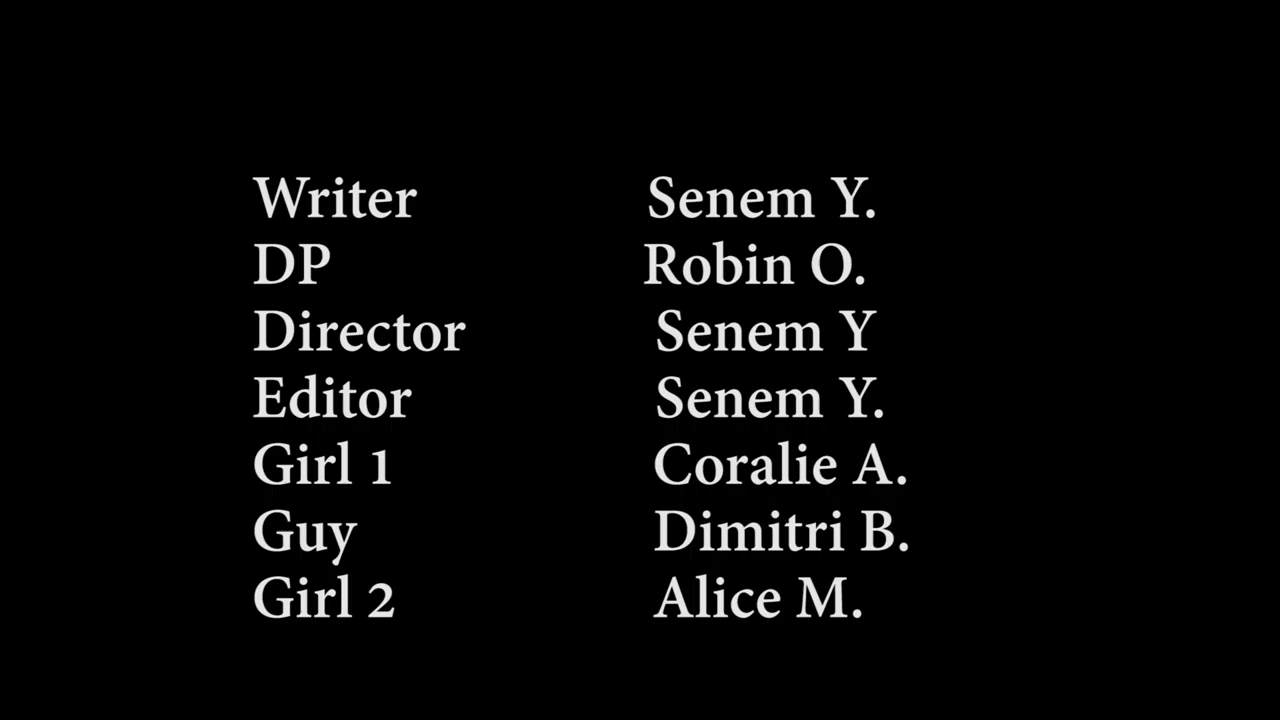 Writer Senem Y.
DP Robin O.
Director Senem Y
Editor Senem Y.
Girl 1 Coralie A.
Guy Dimitri B.
Girl 2 Alice M.